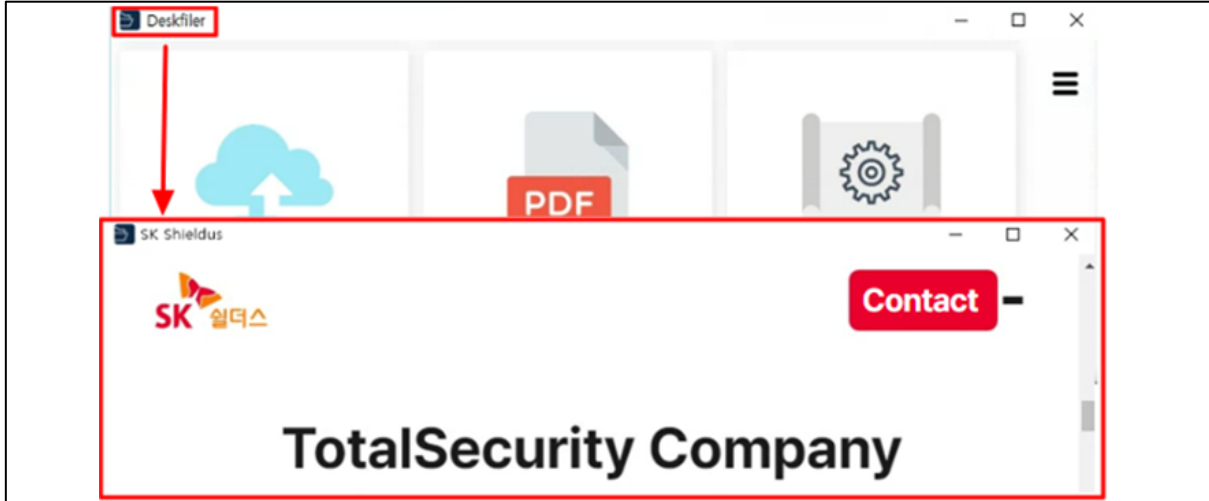 Deskfiler
PDF
SK Shieldus
SK 쉴더스
Contact
TotalSecurity Company